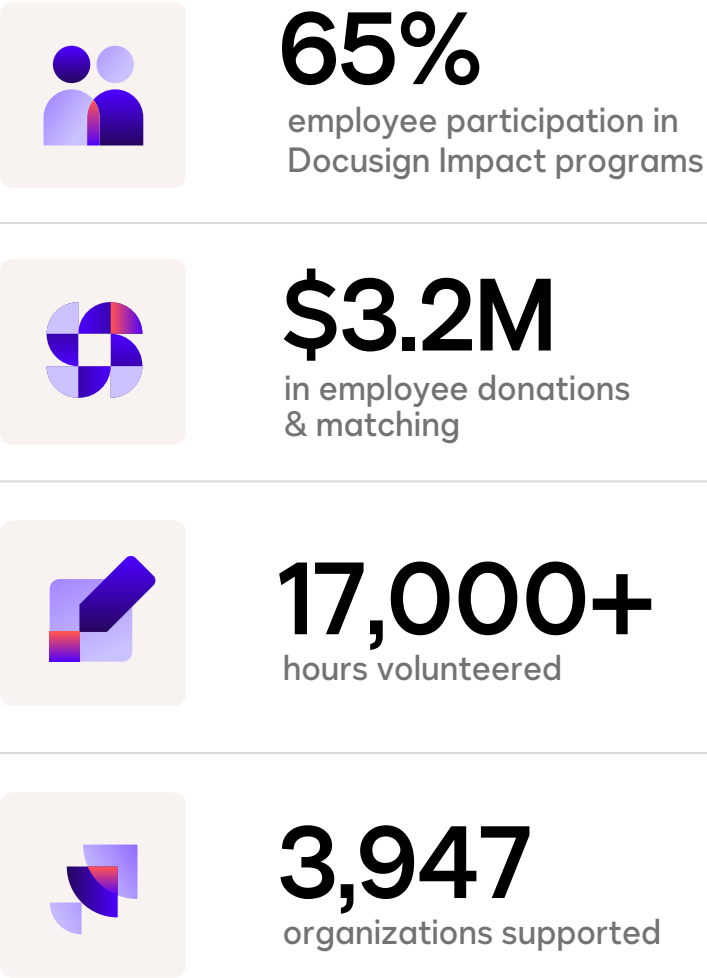 65%
employee participation in
Docusign Impact programs
$3.2M
in employee donations
& matching
17,000+
hours volunteered
3,947
organizations supported